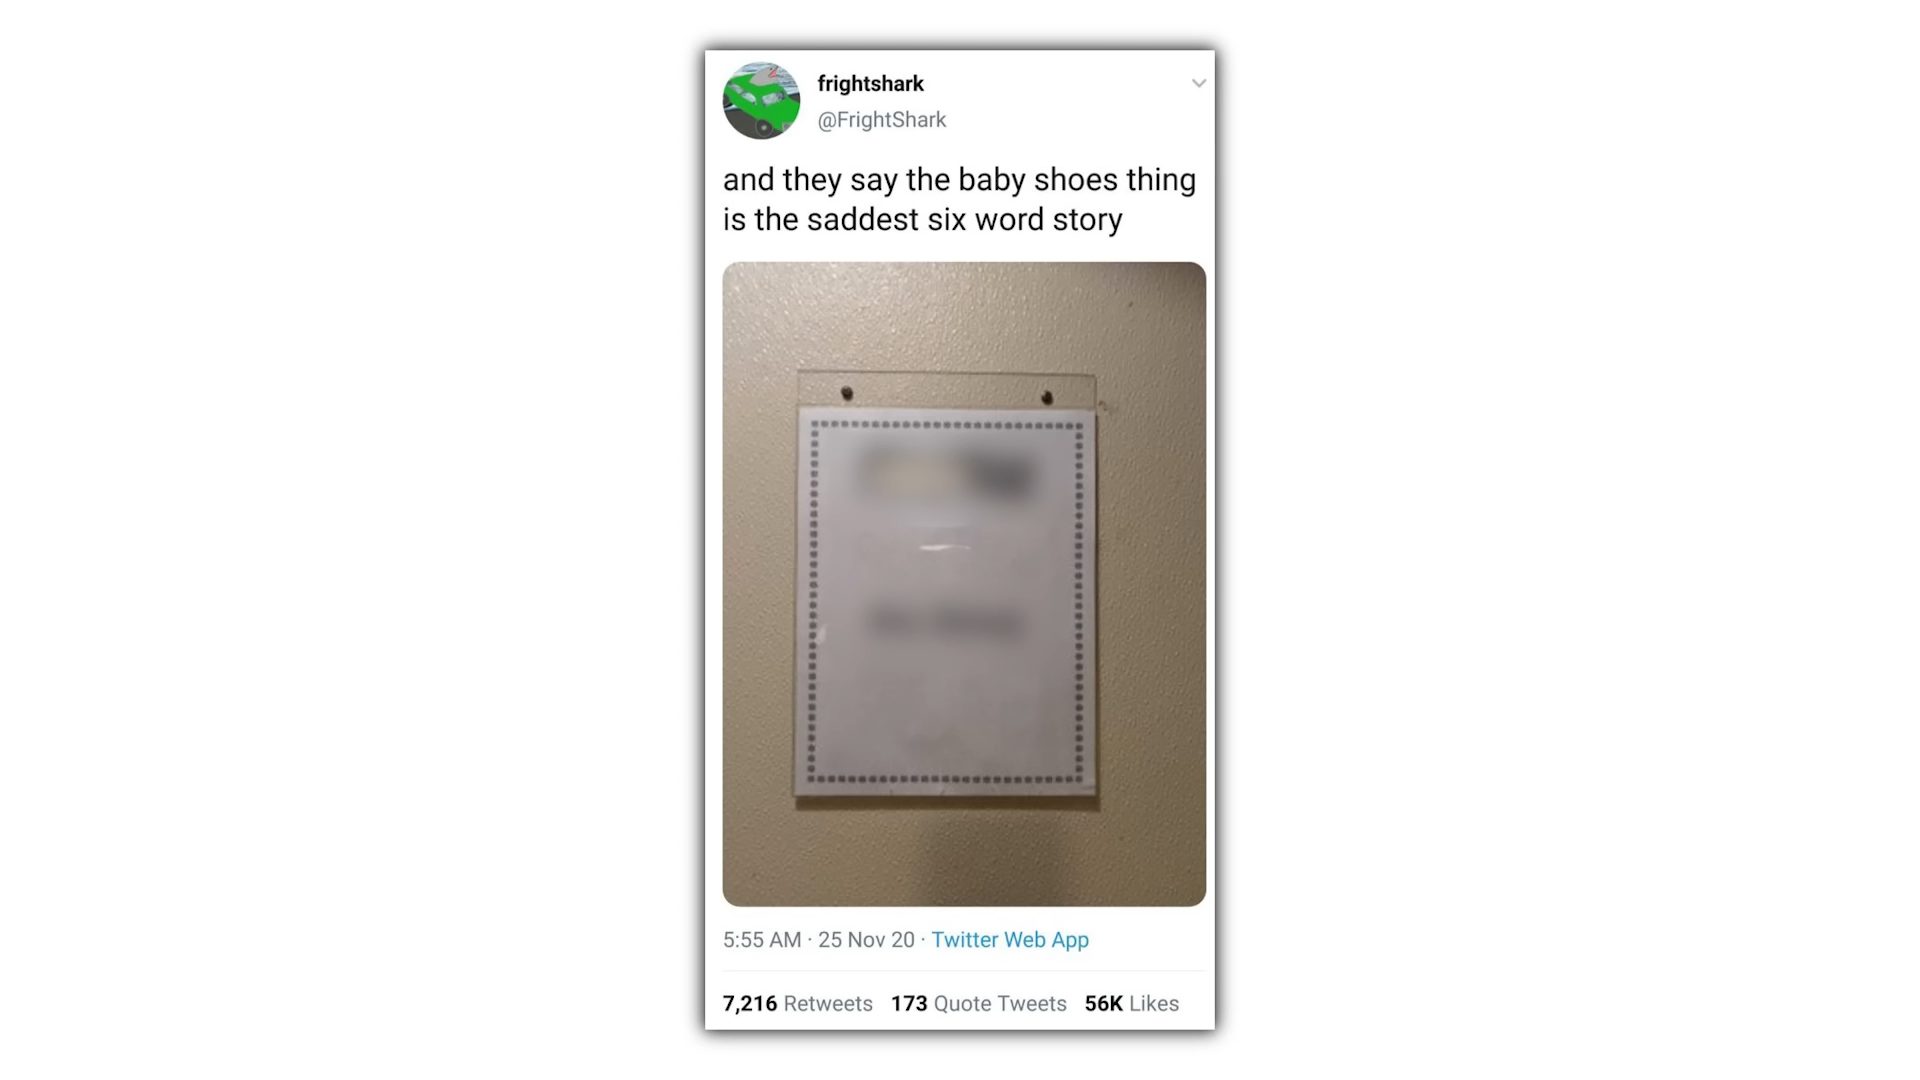 frightshark
@FrightShark
and they say the baby shoes thing
is the saddest six word story
5:55 AM · 25 Nov 20 · Twitter Web App
7,216 Retweets 173 Quote Tweets 56K Likes